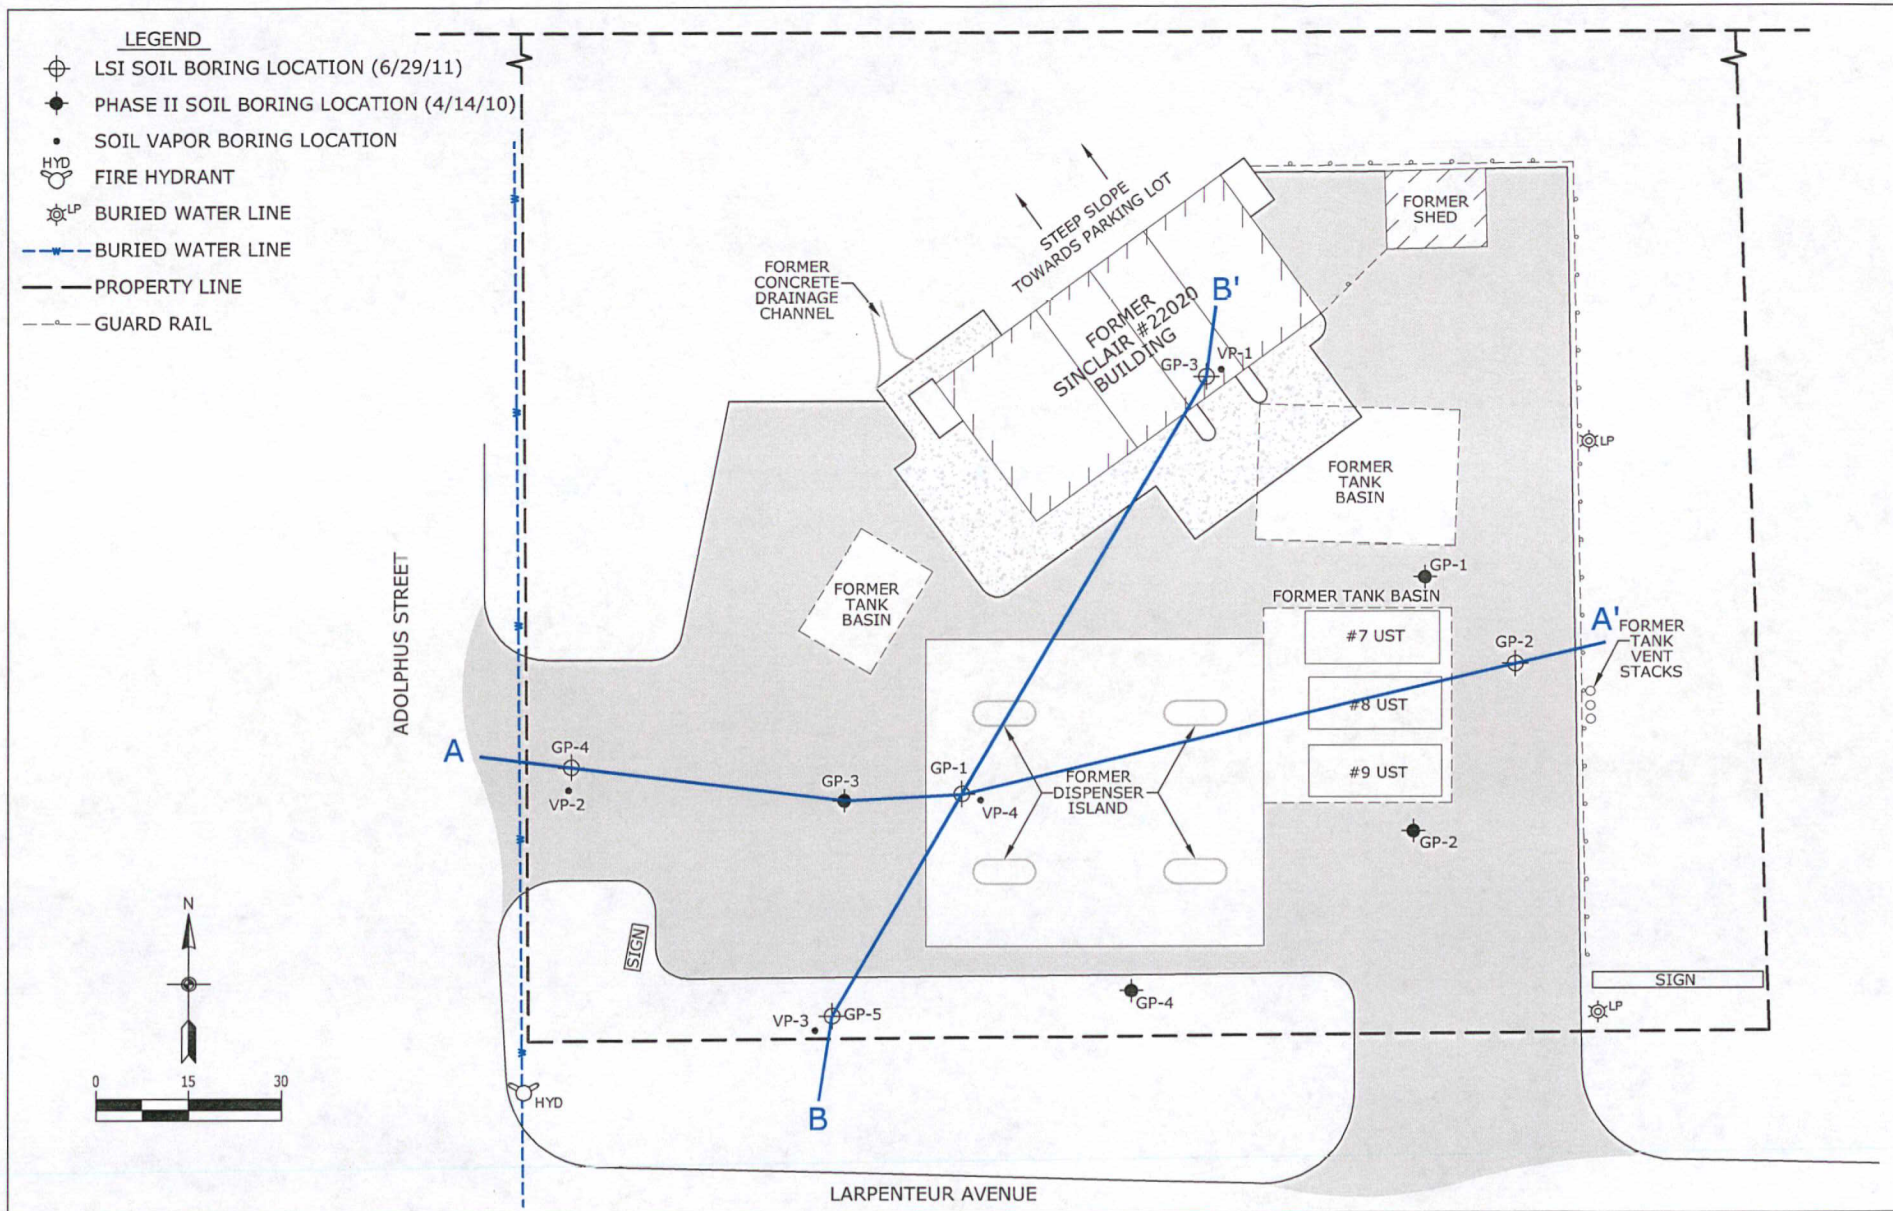 LEGEND
LSI SOIL BORING LOCATION (6/29/11)
PHASE II SOIL BORING LOCATION (4/14/10)
SOIL VAPOR BORING LOCATION
HYD
FIRE HYDRANT
LP
BURIED WATER LINE
W
BURIED WATER LINE
PROPERTY LINE
GUARD RAIL
STEEP SLOPE
TOWARDS PARKING LOT
FORMER
SHED
FORMER
CONCRETE
DRAINAGE
CHANNEL
FORMER
SINCLAIR #22020
BUILDING
B'
GP-3
VP-1
LP
FORMER
TANK
BASIN
FORMER
TANK
BASIN
GP-1
FORMER TANK BASIN
#7 UST
#8 UST
#9 UST
GP-2
A'
FORMER
TANK
VENT
STACKS
ADOLPHUS STREET
A
GP-4
VP-2
GP-3
GP-1
VP-4
FORMER
DISPENSER
ISLAND
GP-2
W
W
W
W
W
SIGN
N
0 15 30
VP-3
GP-5
GP-4
SIGN
LP
HYD
B
LARPENTEUR AVENUE